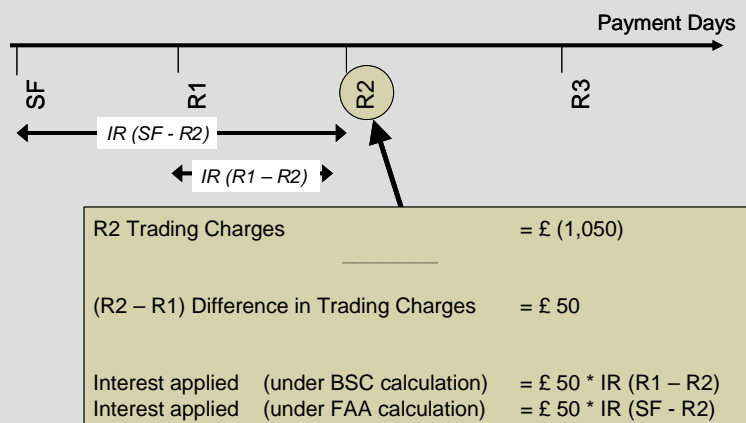 Payment Days
SF
R1
R2
R3
IR (SF - R2)
IR (R1 – R2)
R2 Trading Charges = £ (1,050)
(R2 – R1) Difference in Trading Charges = £ 50
Interest applied (under BSC calculation) = £ 50 * IR (R1 – R2)
Interest applied (under FAA calculation) = £ 50 * IR (SF - R2)